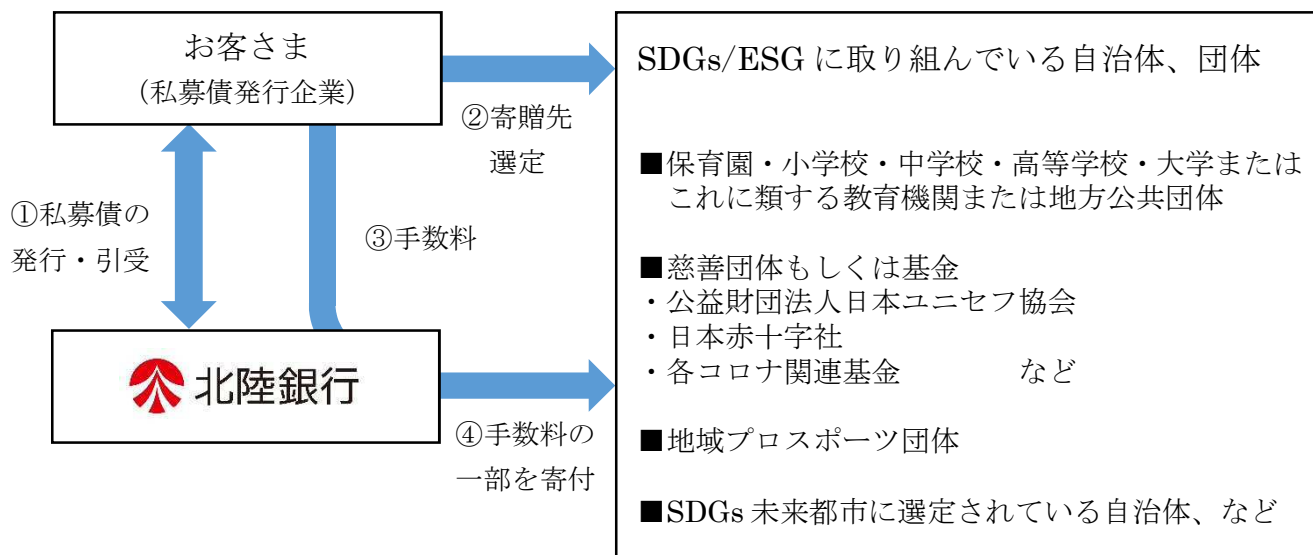 お客さま
(私募債発行企業)
①私募債の
発行・引受
②寄贈先
選定
③手数料
北陸銀行
④手数料の
一部を寄付
SDGs/ESG に取り組んでいる自治体、団体
■保育園・小学校・中学校・高等学校・大学または
これに類する教育機関または地方公共団体
■慈善団体もしくは基金
・公益財団法人日本ユニセフ協会
・日本赤十字社
・各コロナ関連基金　　　など
■地域プロスポーツ団体
■SDGs 未来都市に選定されている自治体、など